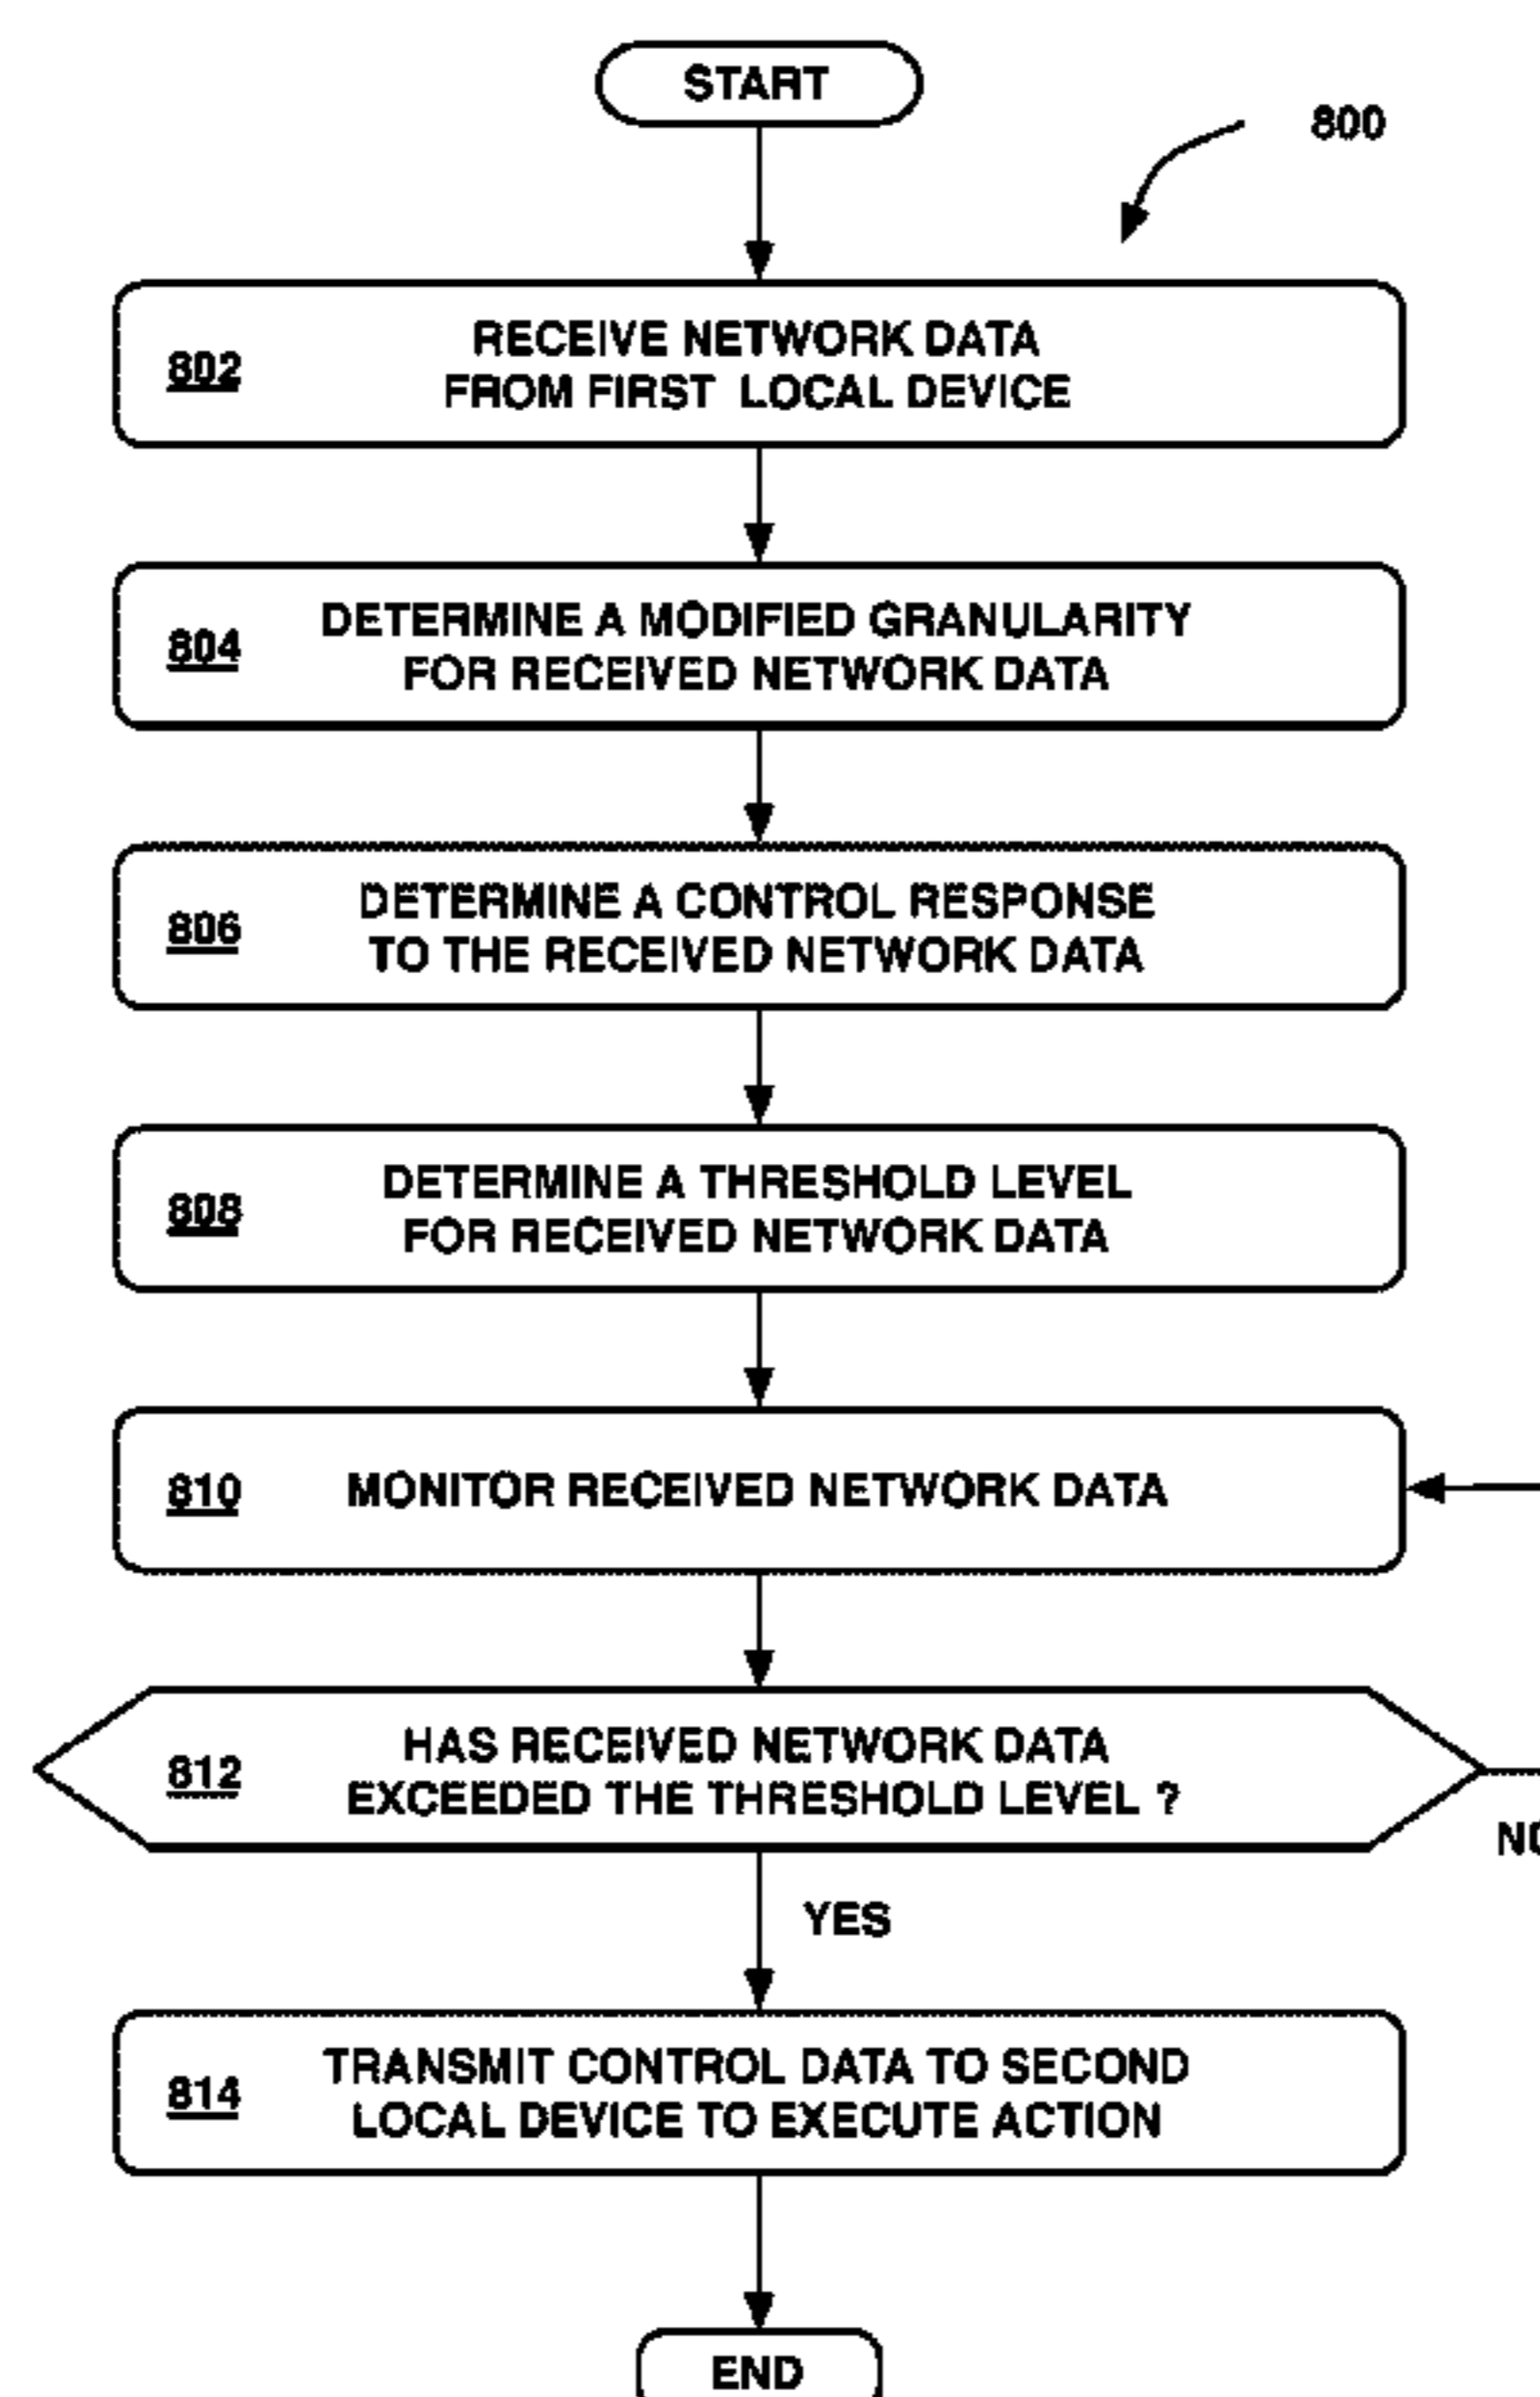 START
800
802
RECEIVE NETWORK DATA
FROM FIRST LOCAL DEVICE
804
DETERMINE A MODIFIED GRANULARITY
FOR RECEIVED NETWORK DATA
806
DETERMINE A CONTROL RESPONSE
TO THE RECEIVED NETWORK DATA
808
DETERMINE A THRESHOLD LEVEL
FOR RECEIVED NETWORK DATA
810
MONITOR RECEIVED NETWORK DATA
812
HAS RECEIVED NETWORK DATA
EXCEEDED THE THRESHOLD LEVEL ?
NO
YES
814
TRANSMIT CONTROL DATA TO SECOND
LOCAL DEVICE TO EXECUTE ACTION
END